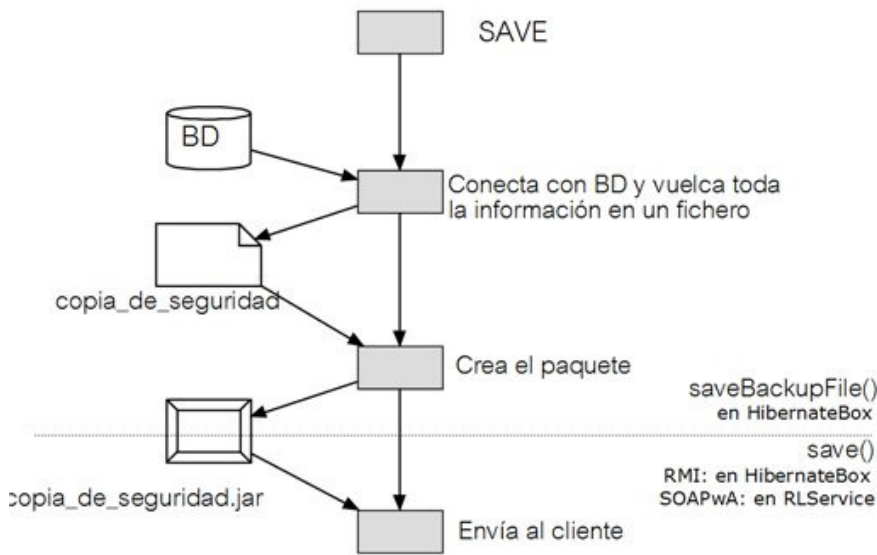 SAVE
BD
Conecta con BD y vuelca toda
la información en un fichero
copia_de_seguridad
Crea el paquete
saveBackupFile()
en HibernateBox
save()
RMI: en HibernateBox
SOAPwA: en RLService
copia_de_seguridad.jar
Envía al cliente